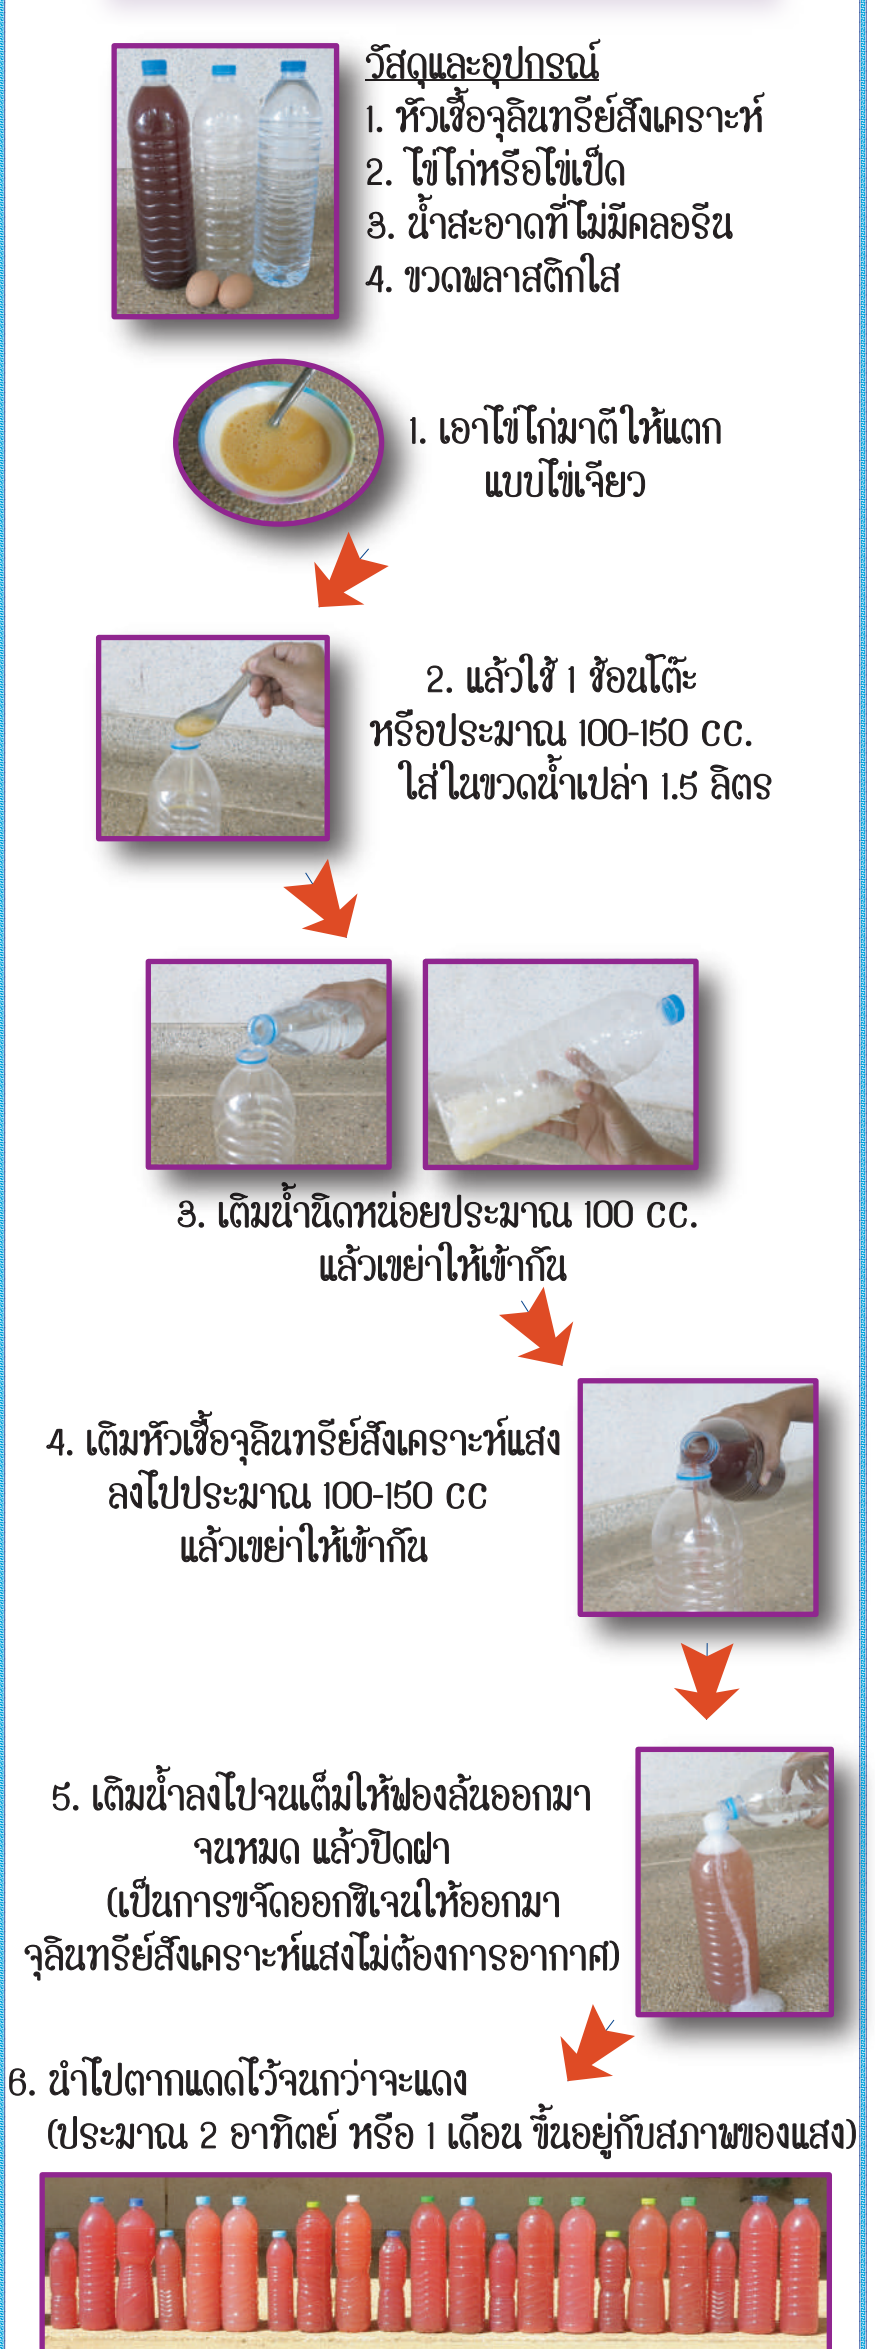 วัสดุและอุปกรณ์
1. หัวเชื้อจุลินทรีย์สังเคราะห์
2. ไข่ไก่หรือไข่เป็ด
3. น้ำสะอาดที่ไม่มีคลอรีน
4. ขวดพลาสติกใส
1. เอาไข่ไก่มาตีให้แตก
แบบไข่เจียว
2. แล้วใช้ 1 ช้อนโต๊ะ
หรือประมาณ 100-150 cc.
ใส่ในขวดน้ำเปล่า 1.5 ลิตร
3. เติมน้ำนิดหน่อยประมาณ 100 cc.
แล้วเขย่าให้เข้ากัน
4. เติมหัวเชื้อจุลินทรีย์สังเคราะห์แสง
ลงไปประมาณ 100-150 cc
แล้วเขย่าให้เข้ากัน
5. เติมน้ำลงไปจนเต็มให้ฟองล้นออกมา
จนหมด แล้วปิดฝา
(เป็นการขจัดออกซิเจนให้ออกมา
จุลินทรีย์สังเคราะห์แสงไม่ต้องการอากาศ)
6. นำไปตากแดดไว้จนกว่าจะแดง
(ประมาณ 2 อาทิตย์ หรือ 1 เดือน ขึ้นอยู่กับสภาพของแสง)